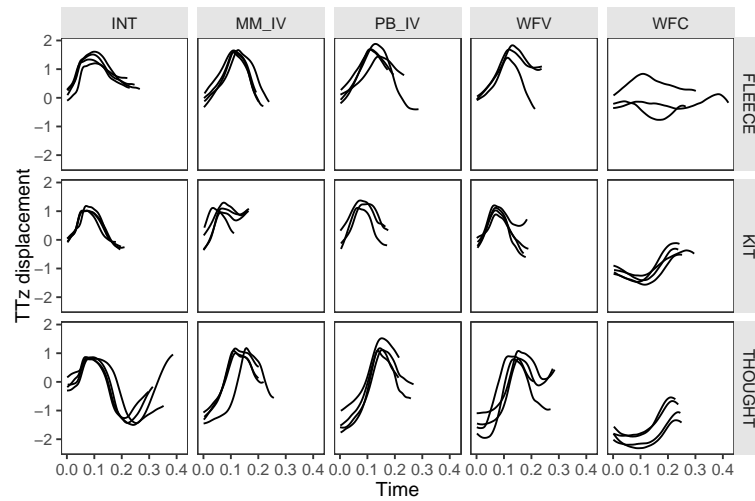 INT MM_IV PB_IV WFV WFC
2
1
0
−1
−2
FLEECE
2
1
0
−1
−2
KIT
2
1
0
−1
−2
THOUGHT
TTz displacement
0.0 0.1 0.2 0.3 0.4 0.0 0.1 0.2 0.3 0.4 0.0 0.1 0.2 0.3 0.4 0.0 0.1 0.2 0.3 0.4 0.0 0.1 0.2 0.3 0.4
Time